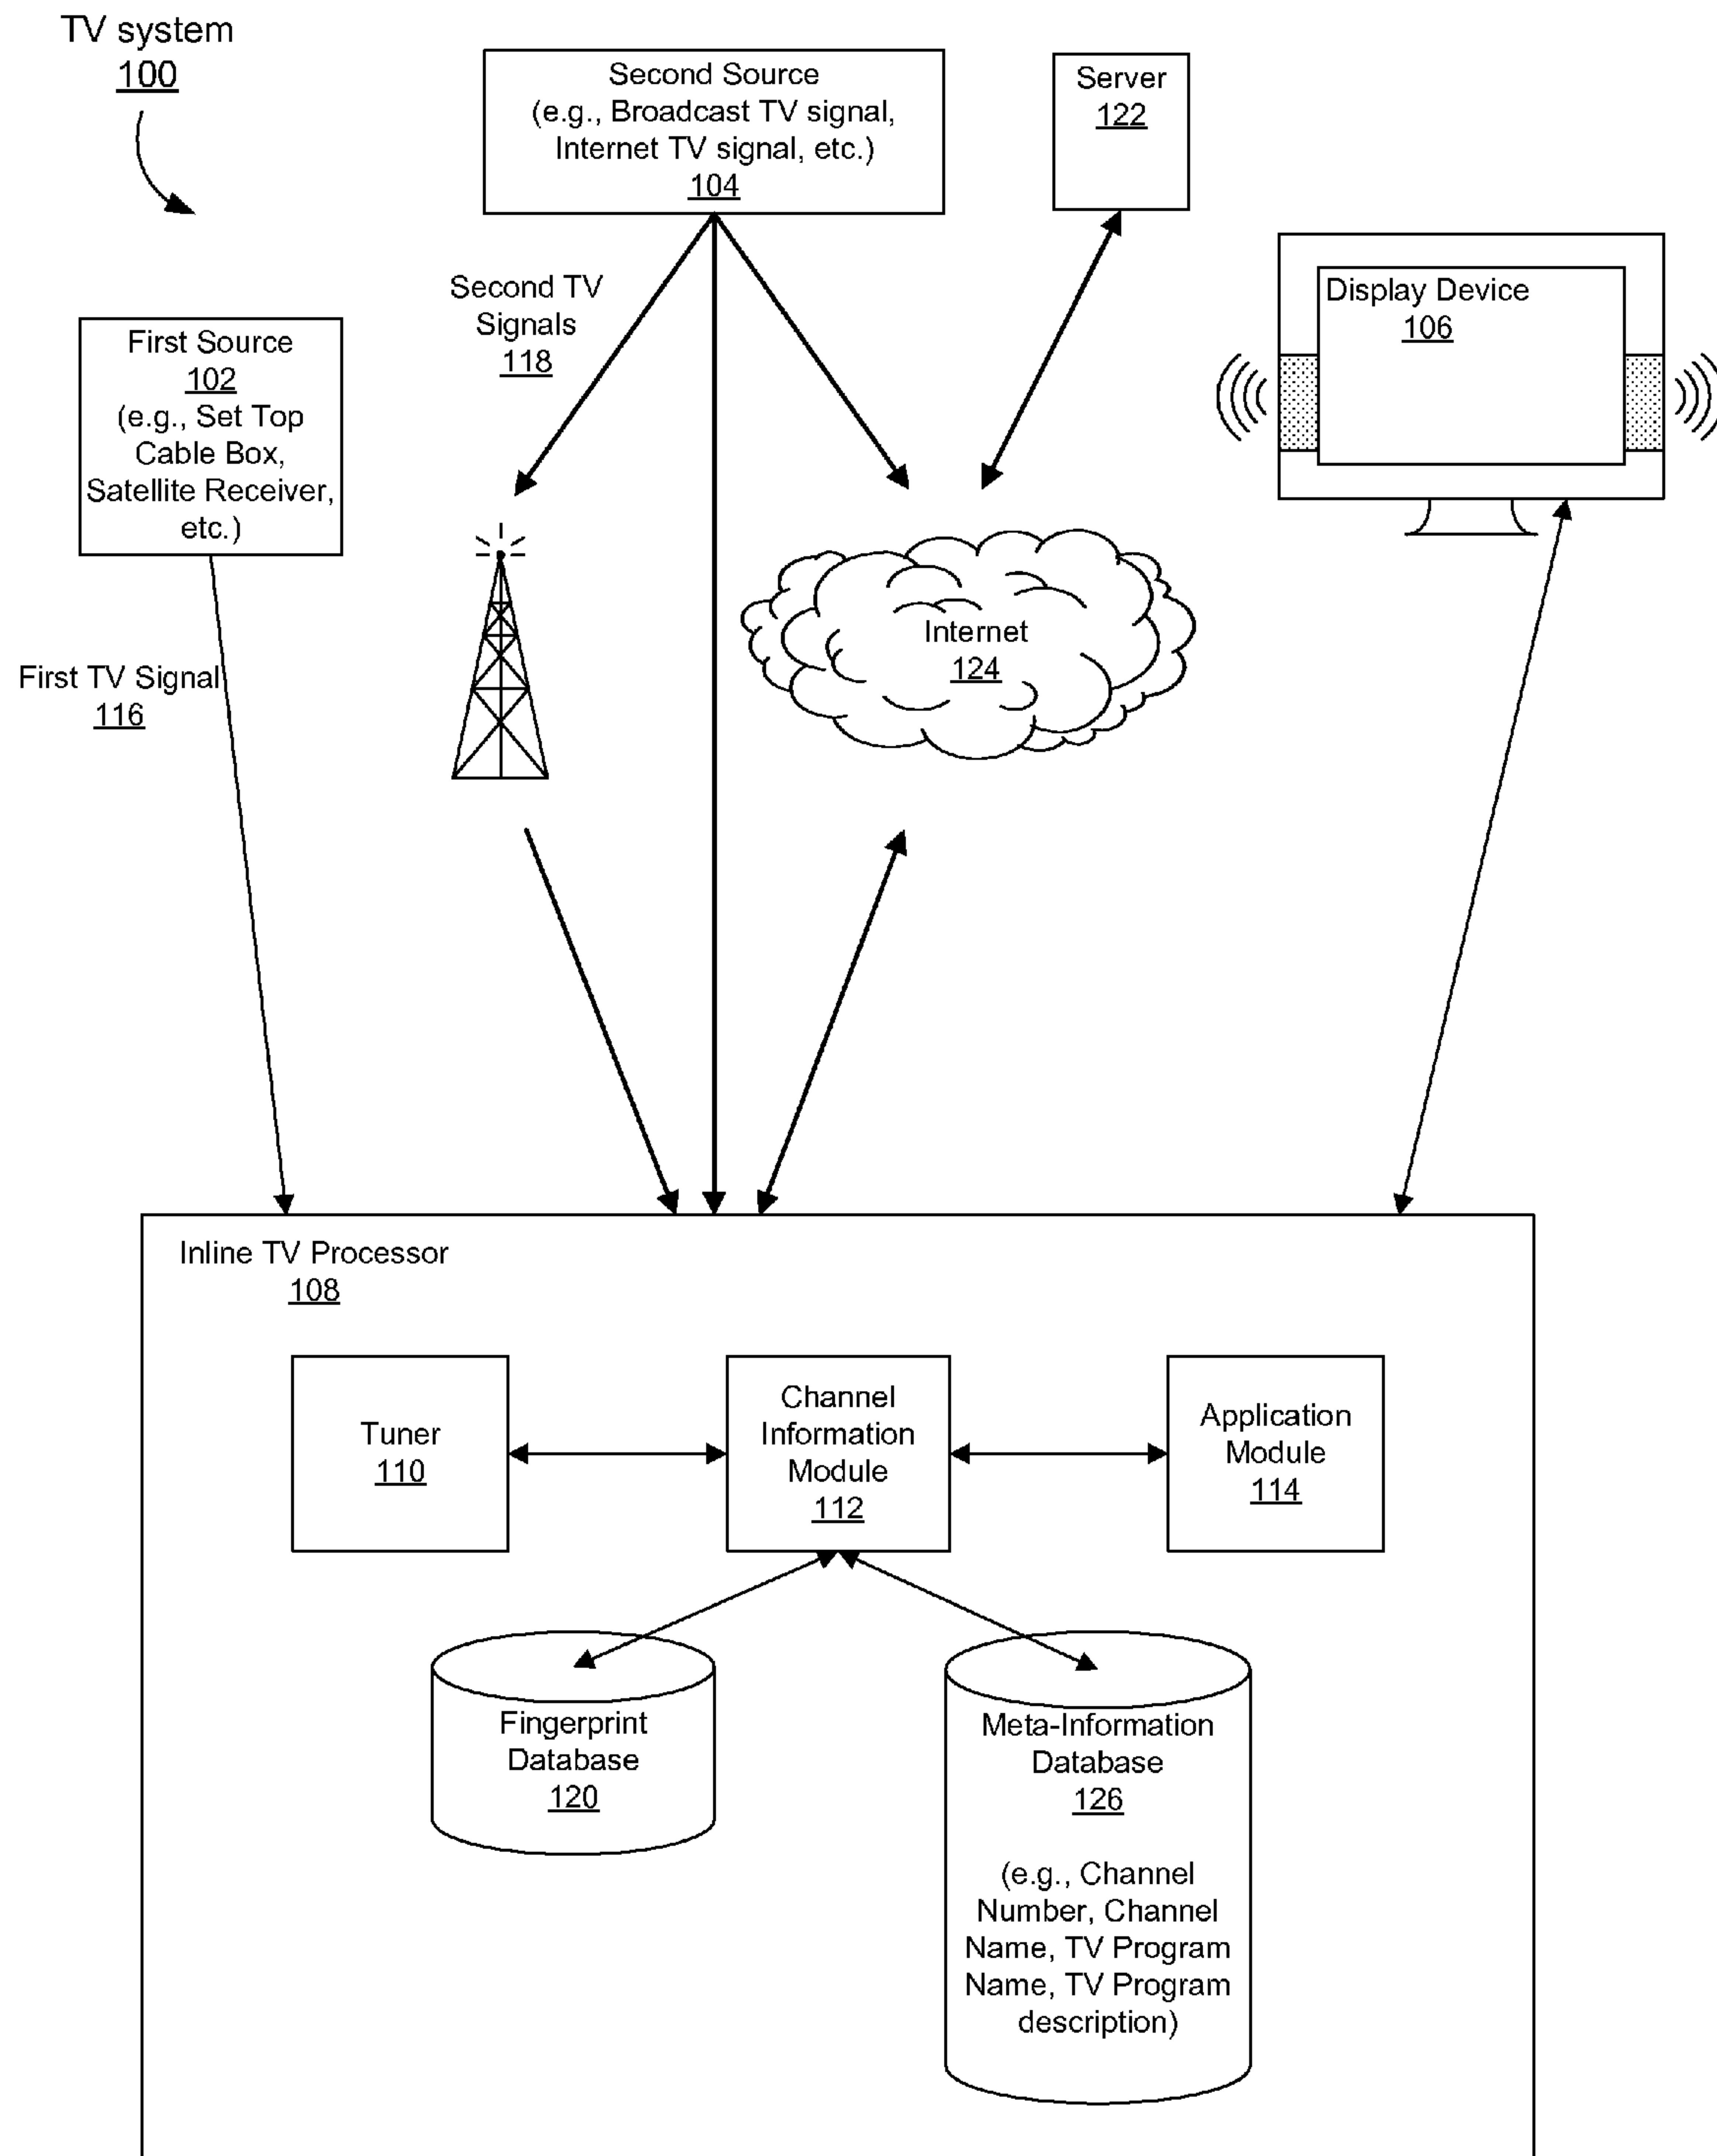 TV system
100
Second Source
(e.g., Broadcast TV signal,
Internet TV signal, etc.)
104
Server
122
Second TV
Signals
118
Display Device
106
First Source
102
(e.g., Set Top
Cable Box,
Satellite Receiver,
etc.)
Internet
124
First TV Signal
116
Inline TV Processor
108
Tuner
110
Channel
Information
Module
112
Application
Module
114
Fingerprint
Database
120
Meta-Information
Database
126
(e.g., Channel
Number, Channel
Name, TV Program
Name, TV Program
description)